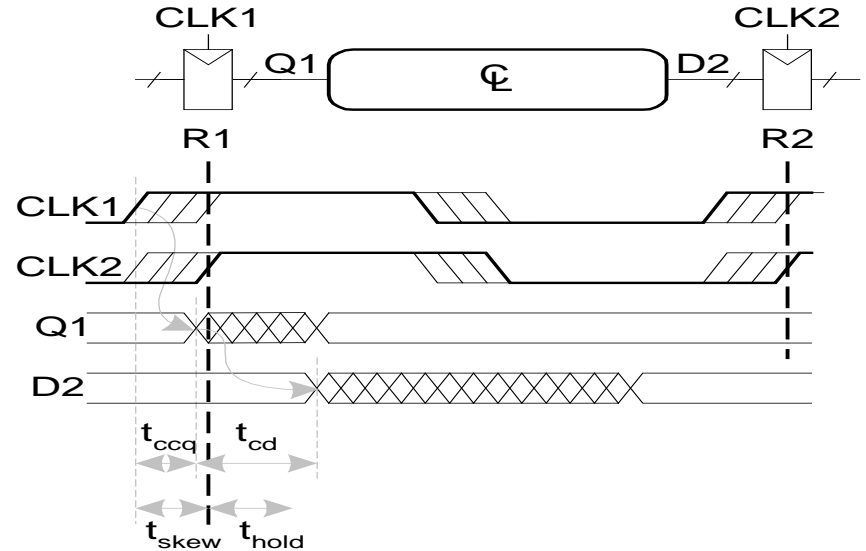 CLK1 CLK2
Q1 CL D2
R1 R2
CLK1
CLK2
Q1
D2
tccq tcd
tskew thold